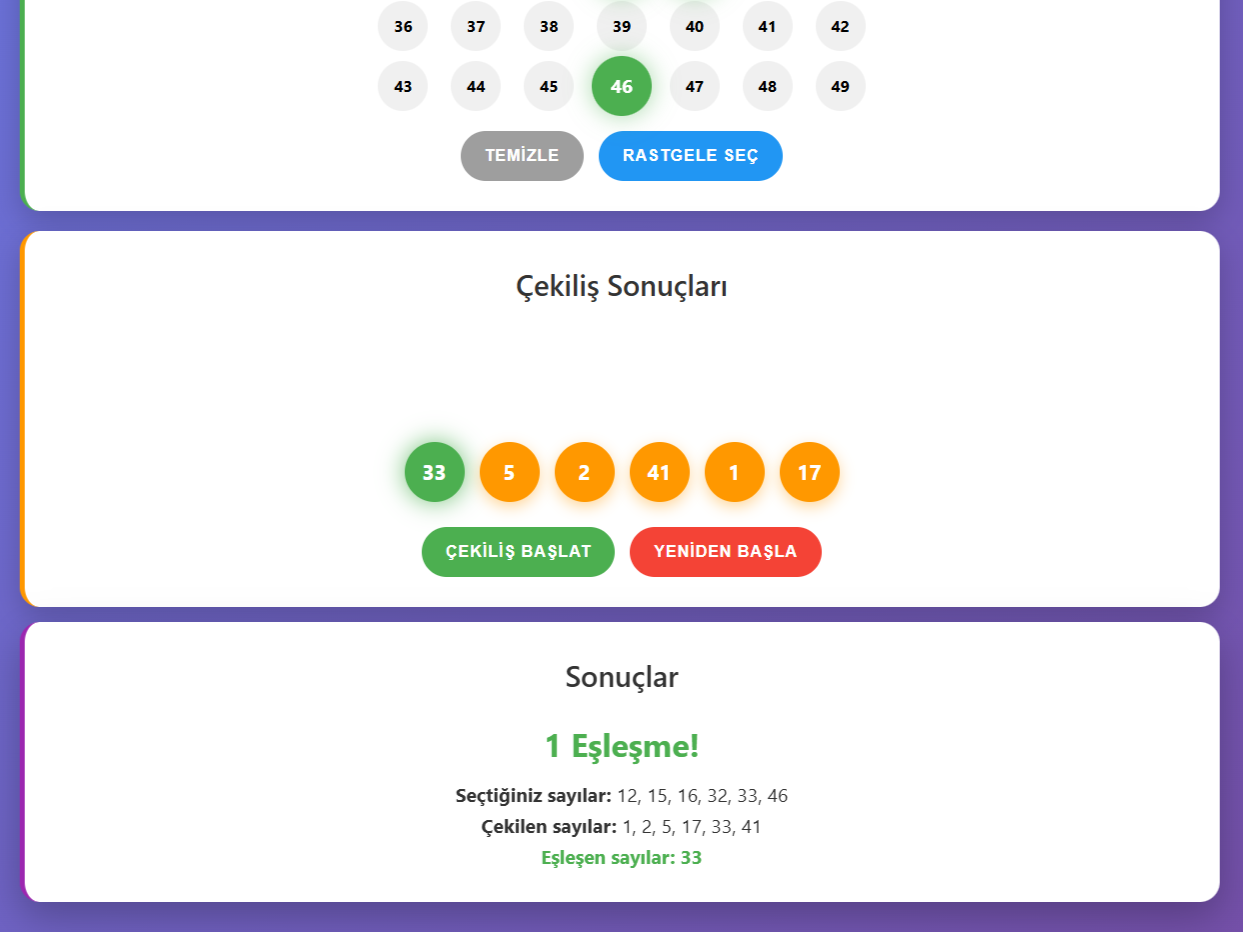 36 37 38 39 40 41 42
43 44 45 46 47 48 49
TEMİZLE RASTGELE SEÇ
Çekiliş Sonuçları
33 5 2 41 1 17
ÇEKİLİŞ BAŞLAT YENİDEN BAŞLA
Sonuçlar
1 Eşleşme!
Seçtiğiniz sayılar: 12, 15, 16, 32, 33, 46
Çekilen sayılar: 1, 2, 5, 17, 33, 41
Eşleşen sayılar: 33